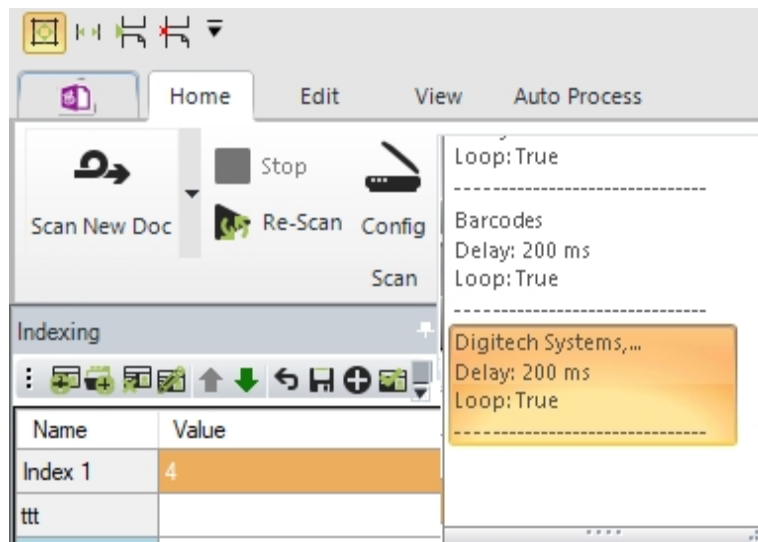 Home Edit View Auto Process
Loop: True
------------------------------
Stop
Scan New Doc
Re-Scan
Config
Barcodes
Delay: 200 ms
Loop: True
Scan
------------------------------
Indexing
Digitech Systems,...
Delay: 200 ms
Loop: True
------------------------------
Name Value
Index 1 4
ttt